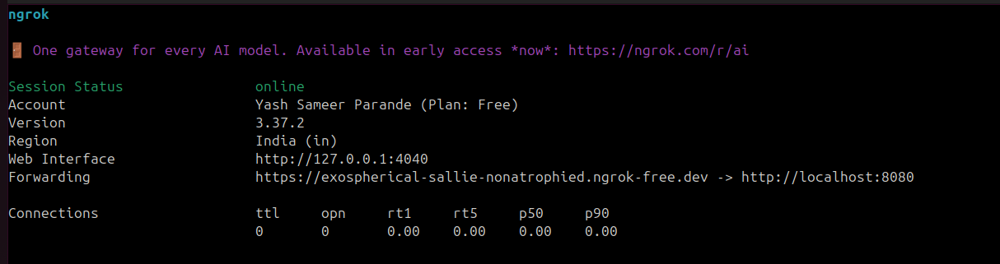 ngrok
🚪 One gateway for every AI model. Available in early access *now*: https://ngrok.com/r/ai
Session Status online
Account Yash Sameer Parande (Plan: Free)
Version 3.37.2
Region India (in)
Web Interface http://127.0.0.1:4040
Forwarding https://exospherical-sallie-nonatrophied.ngrok-free.dev -> http://localhost:8080
Connections ttl opn rt1 rt5 p50 p90
0 0 0.00 0.00 0.00 0.00